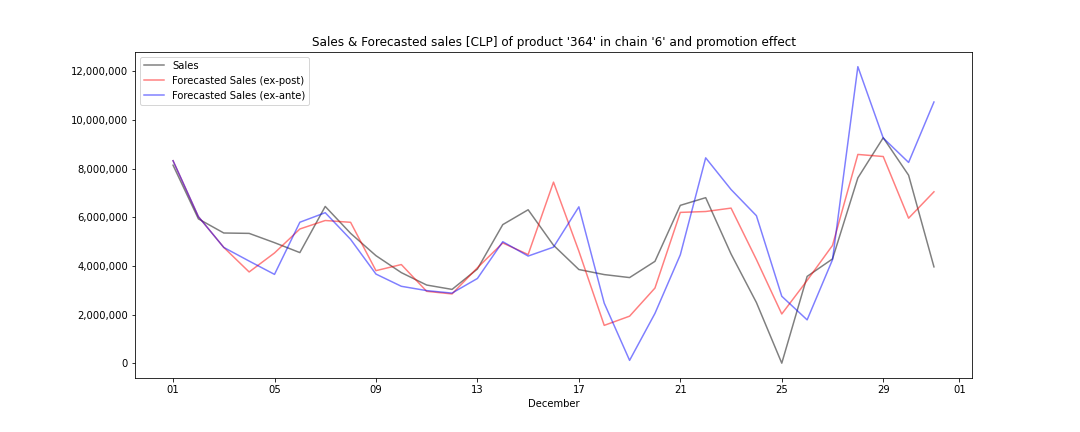 Sales & Forecasted sales [CLP] of product '364' in chain '6' and promotion effect
Sales
Forecasted Sales (ex-post)
Forecasted Sales (ex-ante)
12,000,000
10,000,000
8,000,000
6,000,000
4,000,000
2,000,000
0
01 05 09 13 17 21 25 29 01
December